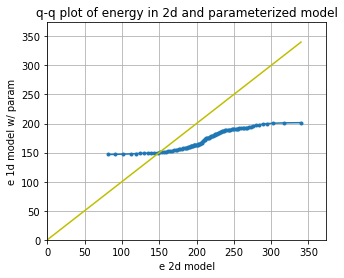 q-q plot of energy in 2d and parameterized model
e 1d model w/ param
350
300
250
200
150
100
50
0
0 50 100 150 200 250 300 350
e 2d model